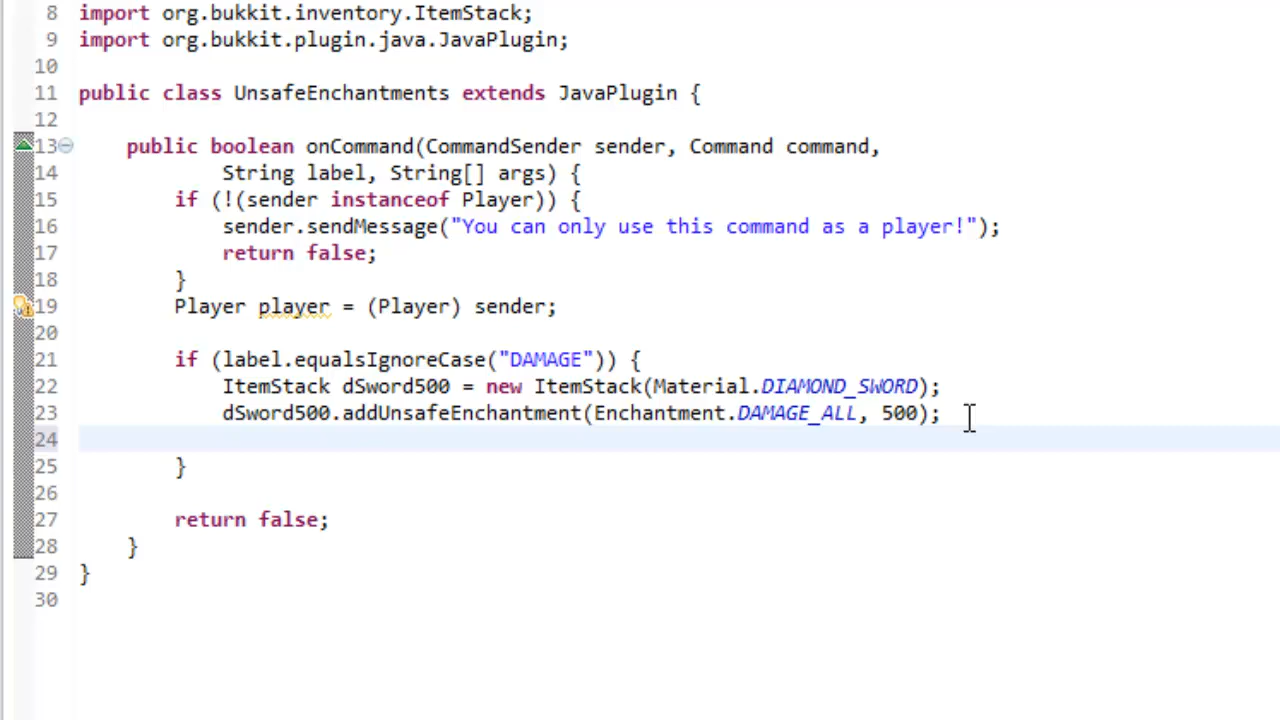 8 import org.bukkit.inventory.ItemStack;
9 import org.bukkit.plugin.java.JavaPlugin;
10
11 public class UnsafeEnchantments extends JavaPlugin {
12
13 public boolean onCommand(CommandSender sender, Command command,
14 String label, String[] args) {
15 if (!(sender instanceof Player)) {
16 sender.sendMessage("You can only use this command as a player!");
17 return false;
18 }
19 Player player = (Player) sender;
20
21 if (label.equalsIgnoreCase("DAMAGE")) {
22 ItemStack dSword500 = new ItemStack(Material.DIAMOND_SWORD);
23 dSword500.addUnsafeEnchantment(Enchantment.DAMAGE_ALL, 500);
24
25 }
26
27 return false;
28 }
29 }
30